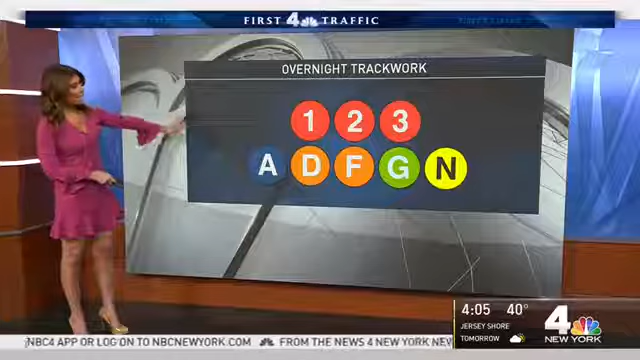 FIRST 4 TRAFFIC
OVERNIGHT TRACKWORK
1 2 3
A D F G N
4:05 40°
JERSEY SHORE
TOMORROW
4
NEW YORK
NBC4 APP OR LOG ON TO NBCNEWYORK.COM FROM THE NEWS 4 NEW YORK NEW